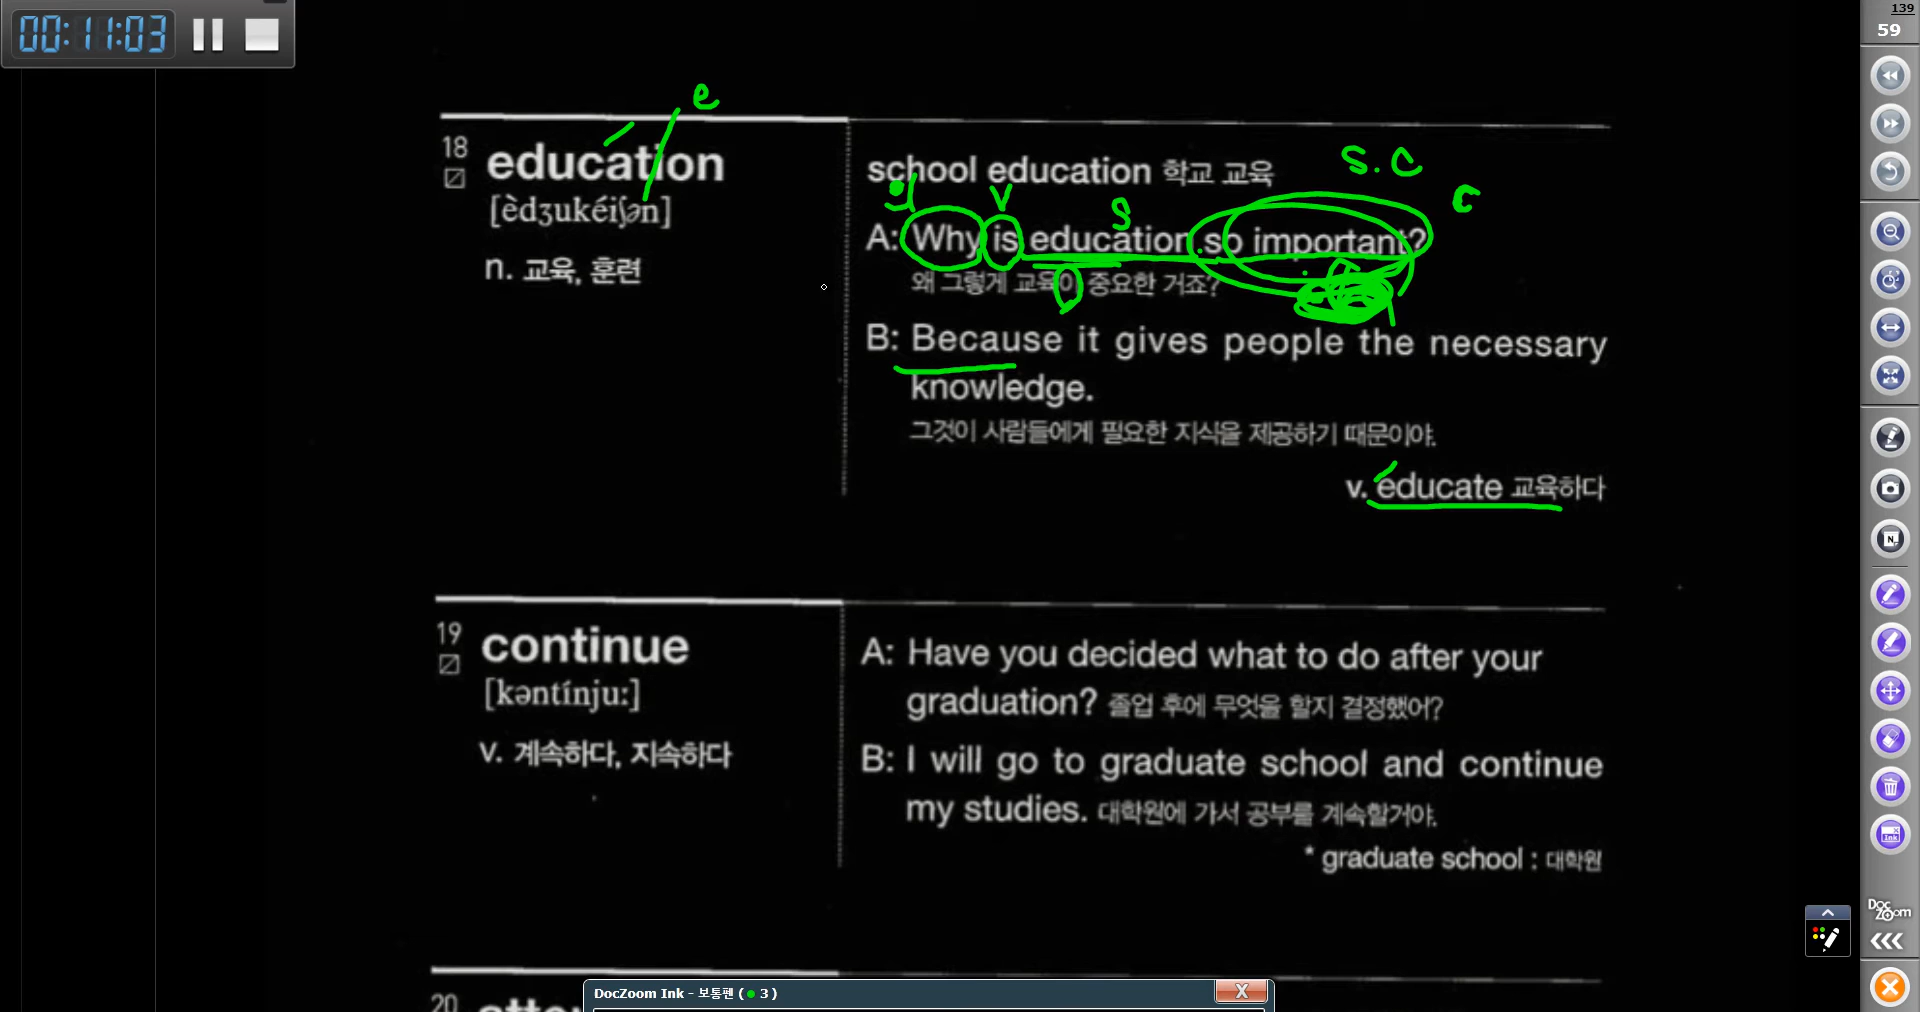 00:11:03
139
59
e
18
education
[èdʒukéiʃən]
n. 교육, 훈련
school education 학교 교육
s.c
v
s
c
A: Why is education so important?
왜 그렇게 교육이 중요한 거죠?
B: Because it gives people the necessary
knowledge.
그것이 사람들에게 필요한 지식을 제공하기 때문이야.
v. educate 교육하다
19
continue
[kəntínju:]
v. 계속하다, 지속하다
A: Have you decided what to do after your
graduation? 졸업 후에 무엇을 할지 결정했어?
B: I will go to graduate school and continue
my studies. 대학원에 가서 공부를 계속할거야.
* graduate school : 대학원
20
DocZoom Ink - 보통펜 ( 3 )
Doc
Zoom